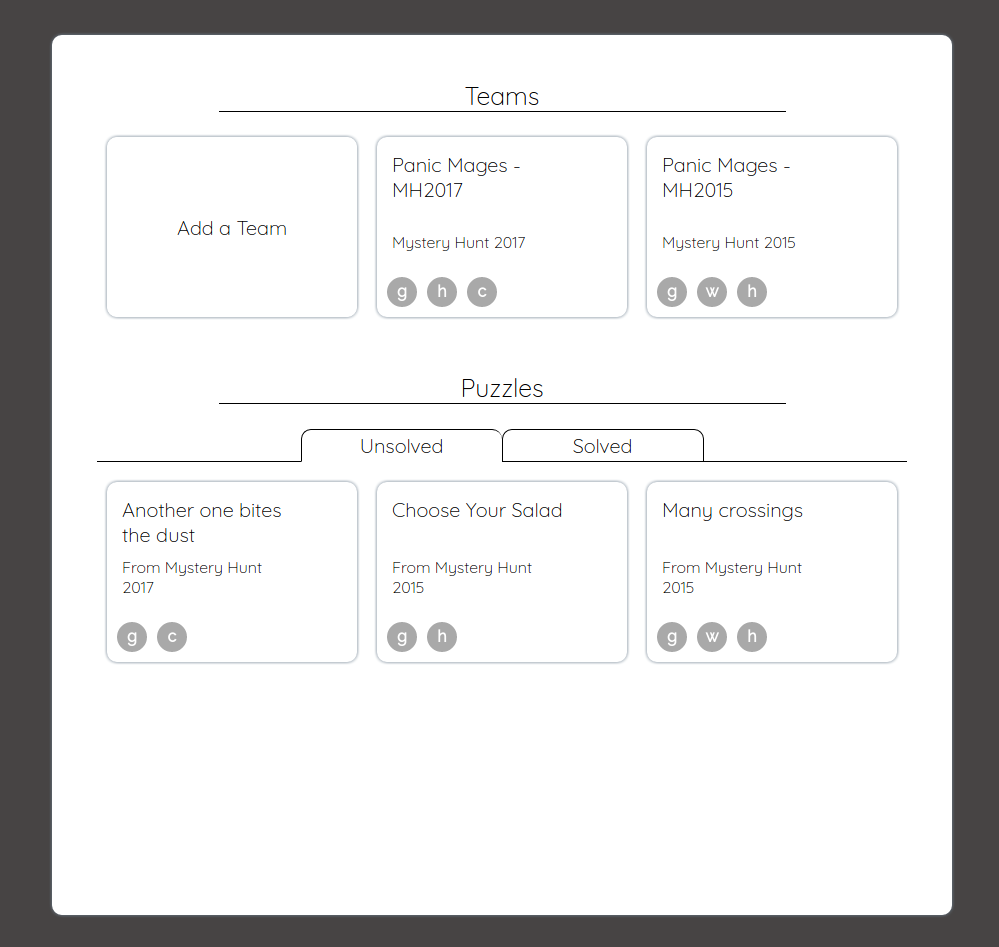 Teams
Add a Team
Panic Mages -
MH2017
Mystery Hunt 2017
g h c
Panic Mages -
MH2015
Mystery Hunt 2015
g w h
Puzzles
Unsolved
Solved
Another one bites
the dust
From Mystery Hunt
2017
g c
Choose Your Salad
From Mystery Hunt
2015
g h
Many crossings
From Mystery Hunt
2015
g w h